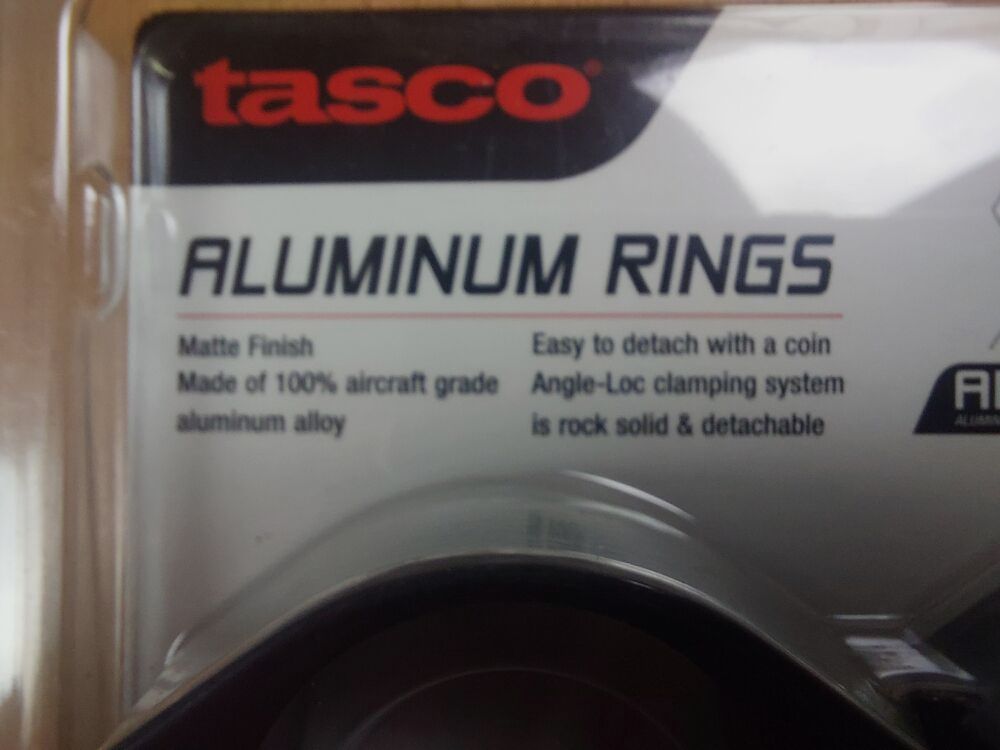 tasco
ALUMINUM RINGS
Matte Finish
Made of 100% aircraft grade
aluminum alloy
Easy to detach with a coin
Angle-Loc clamping system
is rock solid & detachable